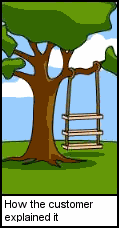 How the customer
explained it